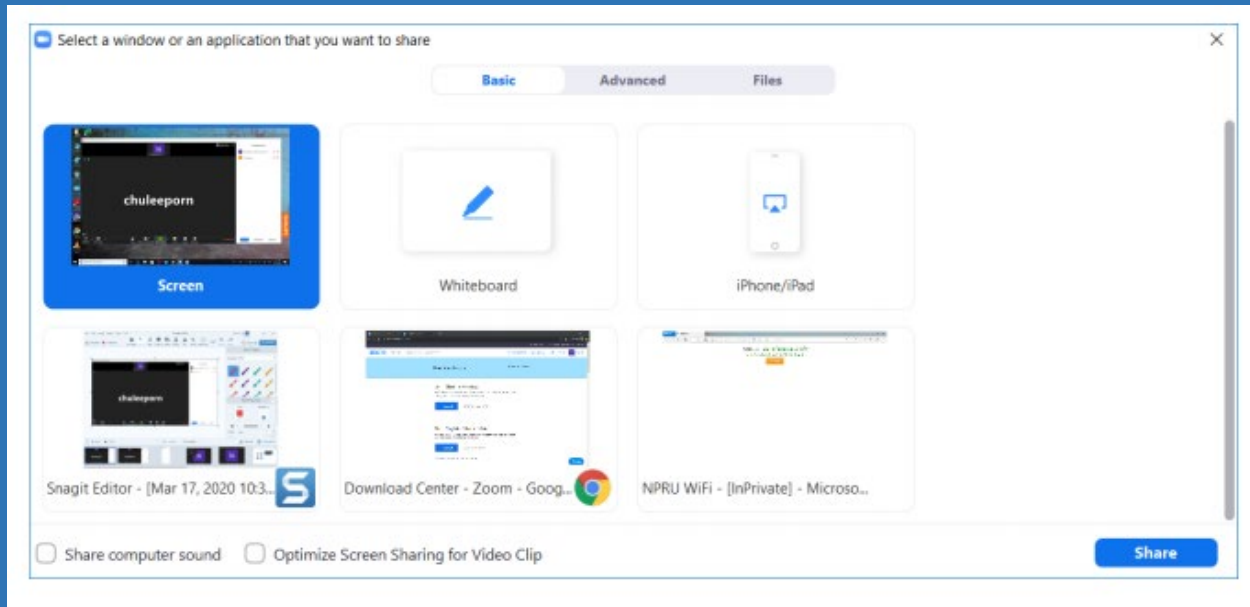 Select a window or an application that you want to share
Basic Advanced Files
chuleeporn
Screen
Whiteboard
iPhone/iPad
chuleeporn
Snagit Editor - [Mar 17, 2020 10:3...
Download Center - Zoom - Goog...
NPRU WiFi - [InPrivate] - Microso...
Share computer sound
Optimize Screen Sharing for Video Clip
Share